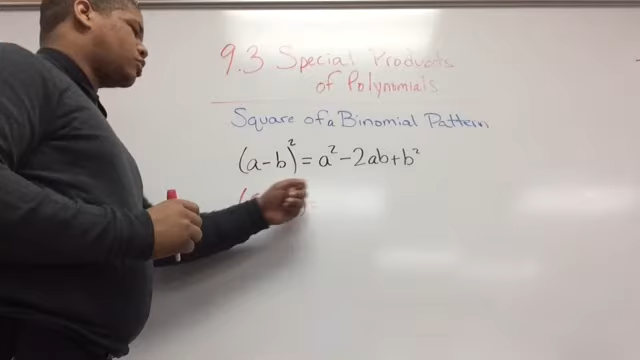 9.3 Special Products
of Polynomials
Square of a Binomial Pattern
(a-b)² = a² - 2ab + b²